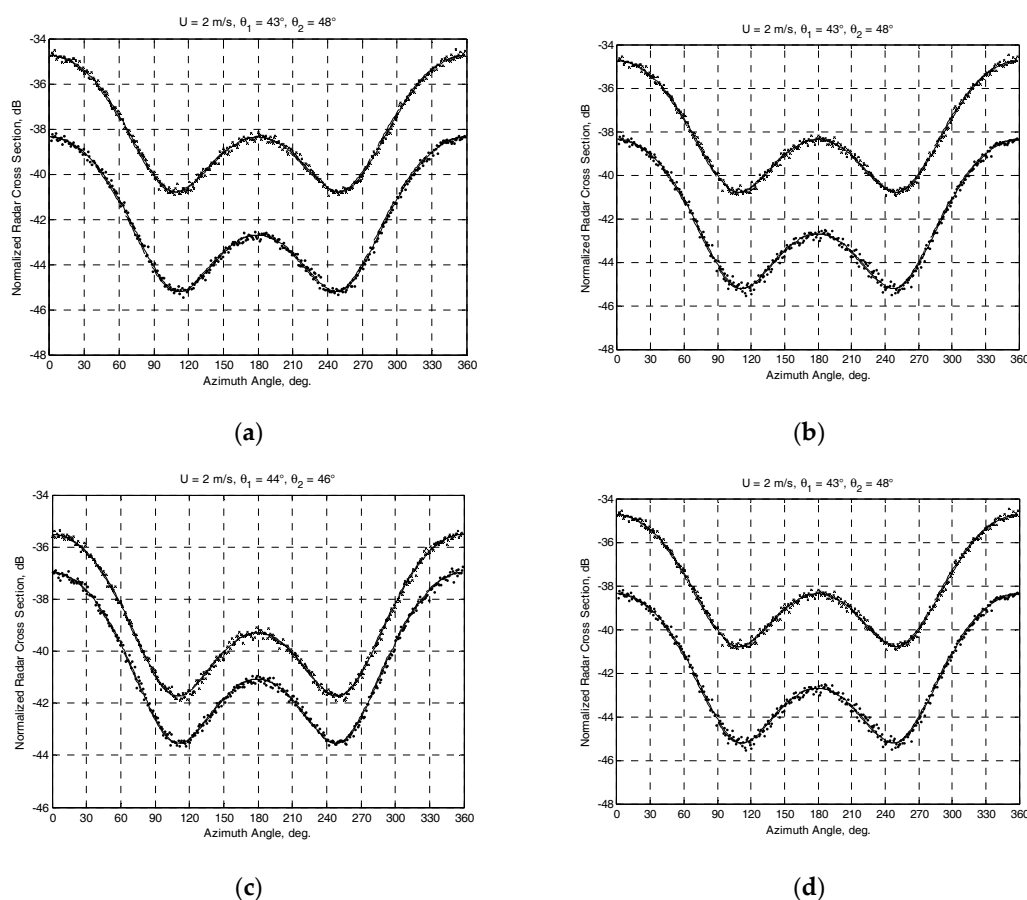 U = 2 m/s, θ1 = 43°, θ2 = 48°
-34
-36
-38
-40
-42
-44
-46
-48
Normalized Radar Cross Section, dB
0 30 60 90 120 150 180 210 240 270 300 330 360
Azimuth Angle, deg.
(a)
U = 2 m/s, θ1 = 43°, θ2 = 48°
-34
-36
-38
-40
-42
-44
-46
-48
Normalized Radar Cross Section, dB
0 30 60 90 120 150 180 210 240 270 300 330 360
Azimuth Angle, deg.
(b)
U = 2 m/s, θ1 = 44°, θ2 = 46°
-34
-36
-38
-40
-42
-44
-46
Normalized Radar Cross Section, dB
0 30 60 90 120 150 180 210 240 270 300 330 360
Azimuth Angle, deg.
(c)
U = 2 m/s, θ1 = 43°, θ2 = 48°
-34
-36
-38
-40
-42
-44
-46
-48
Normalized Radar Cross Section, dB
0 30 60 90 120 150 180 210 240 270 300 330 360
Azimuth Angle, deg.
(d)